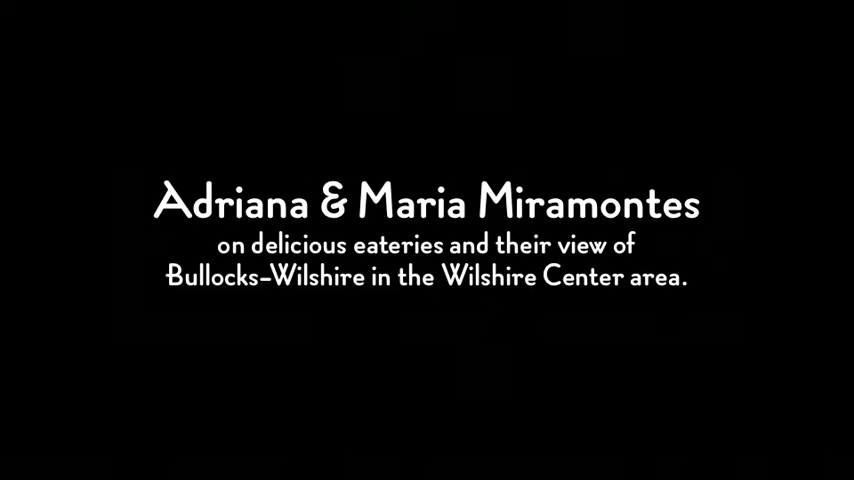 Adriana & Maria Miramontes
on delicious eateries and their view of
Bullocks-Wilshire in the Wilshire Center area.